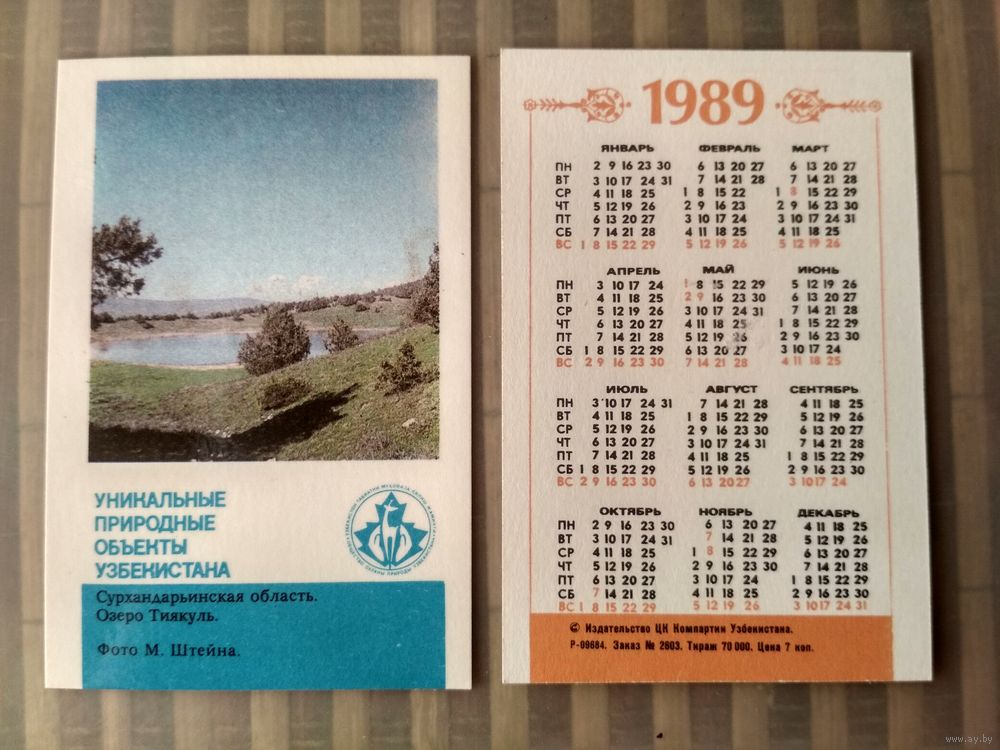 УНИКАЛЬНЫЕ
ПРИРОДНЫЕ
ОБЪЕКТЫ
УЗБЕКИСТАНА
Сурхандарьинская область.
Озеро Тиякуль.
Фото М. Штейна.
1989
ЯНВАРЬ ФЕВРАЛЬ МАРТ
ПН 2 9 16 23 30 6 13 20 27 6 13 20 27
ВТ 3 10 17 24 31 7 14 21 28 7 14 21 28
СР 4 11 18 25 1 8 15 22 1 8 15 22 29
ЧТ 5 12 19 26 2 9 16 23 2 9 16 23 30
ПТ 6 13 20 27 3 10 17 24 3 10 17 24 31
СБ 7 14 21 28 4 11 18 25 4 11 18 25
ВС 1 8 15 22 29 5 12 19 26 5 12 19 26
АПРЕЛЬ МАЙ ИЮНЬ
ПН 3 10 17 24 1 8 15 22 29 5 12 19 26
ВТ 4 11 18 25 2 9 16 23 30 6 13 20 27
СР 5 12 19 26 3 10 17 24 31 7 14 21 28
ЧТ 6 13 20 27 4 11 18 25 1 8 15 22 29
ПТ 7 14 21 28 5 12 19 26 2 9 16 23 30
СБ 1 8 15 22 29 6 13 20 27 3 10 17 24
ВС 2 9 16 23 30 7 14 21 28 4 11 18 25
ИЮЛЬ АВГУСТ СЕНТЯБРЬ
ПН 3 10 17 24 31 7 14 21 28 4 11 18 25
ВТ 4 11 18 25 1 8 15 22 29 5 12 19 26
СР 5 12 19 26 2 9 16 23 30 6 13 20 27
ЧТ 6 13 20 27 3 10 17 24 31 7 14 21 28
ПТ 7 14 21 28 4 11 18 25 1 8 15 22 29
СБ 1 8 15 22 29 5 12 19 26 2 9 16 23 30
ВС 2 9 16 23 30 6 13 20 27 3 10 17 24
ОКТЯБРЬ НОЯБРЬ ДЕКАБРЬ
ПН 2 9 16 23 30 6 13 20 27 4 11 18 25
ВТ 3 10 17 24 31 7 14 21 28 5 12 19 26
СР 4 11 18 25 1 8 15 22 29 6 13 20 27
ЧТ 5 12 19 26 2 9 16 23 30 7 14 21 28
ПТ 6 13 20 27 3 10 17 24 1 8 15 22 29
СБ 7 14 21 28 4 11 18 25 2 9 16 23 30
ВС 1 8 15 22 29 5 12 19 26 3 10 17 24 31
© Издательство ЦК Компартии Узбекистана.
Р-09684. Заказ № 2603. Тираж 70 000. Цена 7 коп.
www.ay.by